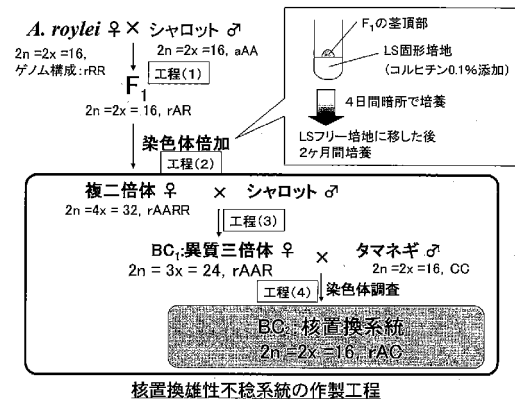 A. roylei ♀ × シャロット ♂
2n=2x=16,
ゲノム構成:rRR
2n=2x=16, aAA
工程(1)
F1
2n=2x = 16, rAR
F1の茎頂部
LS固形培地
(コルヒチン0.1%添加)
4日間暗所で培養
LSフリー培地に移した後
2ヶ月間培養
染色体倍加
工程(2)
複二倍体 ♀ × シャロット ♂
2n =4x = 32, rAARR
工程(3)
BC1:異質三倍体 ♀ × タマネギ ♂
2n = 3x = 24, rAAR
2n=2x=16, CC
工程(4)
染色体調査
BC2:核置換系統
2n =2x =16, rAC
核置換雄性不稔系統の作製工程